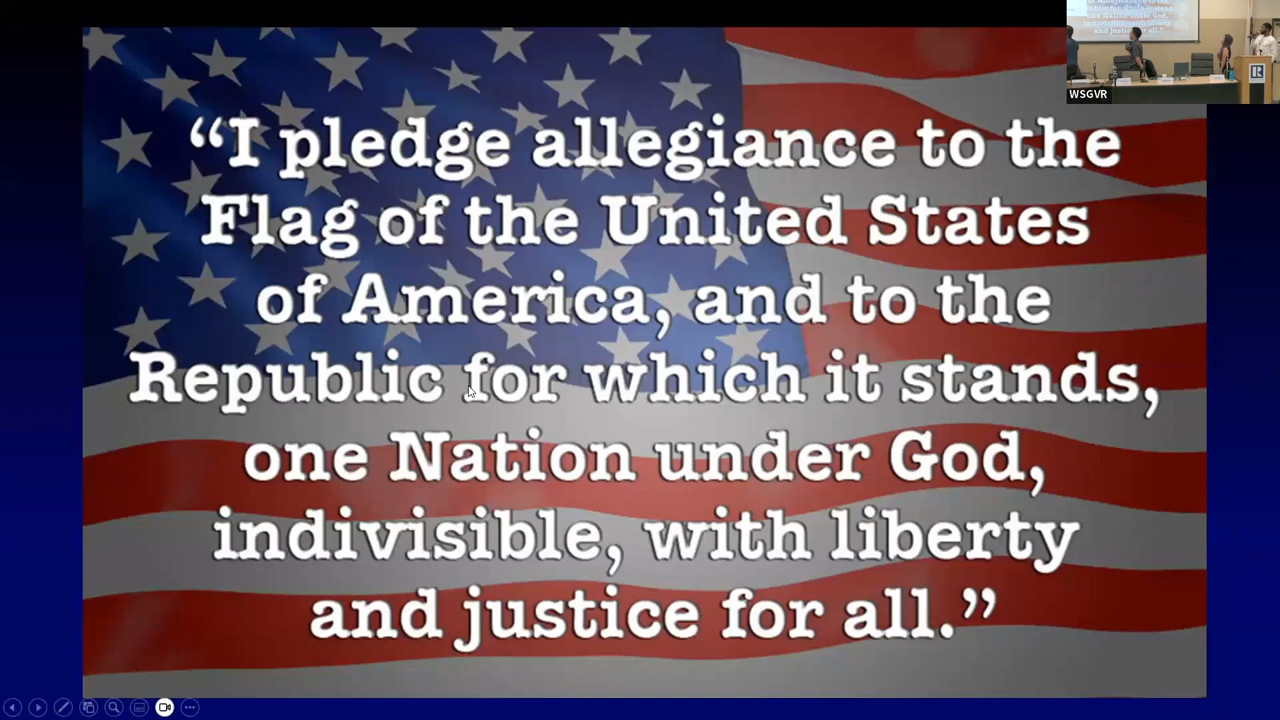 “I pledge allegiance to the
Flag of the United States
of America, and to the
Republic for which it stands,
one Nation under God,
indivisible, with liberty
and justice for all.”
WSGVR
R